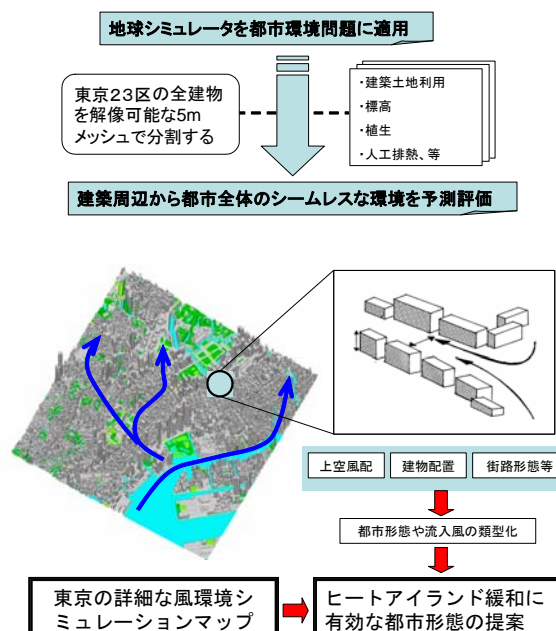 地球シミュレータを都市環境問題に適用
東京23区の全建物
を解像可能な5m
メッシュで分割する
・建築土地利用
・標高
・植生
・人工排熱、等
建築周辺から都市全体のシームレスな環境を予測評価
上空風配
建物配置
街路形態等
都市形態や流入風の類型化
東京の詳細な風環境シ
ミュレーションマップ
ヒートアイランド緩和に
有効な都市形態の提案